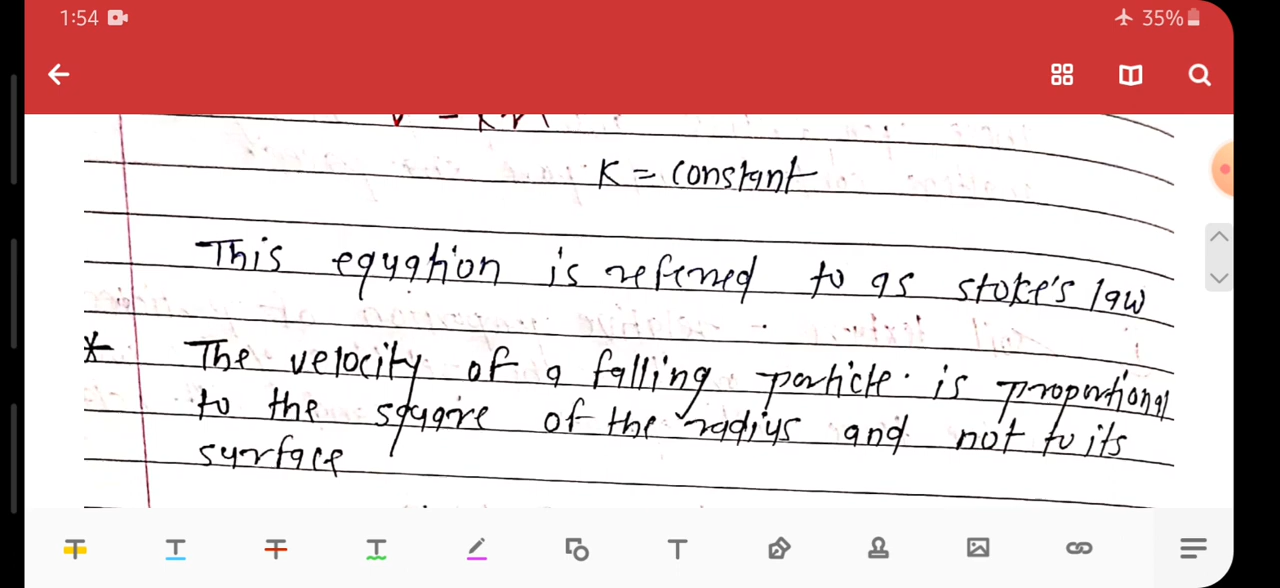 1:54
35%
K = constant
This equation is referred to as stoke's law
* The velocity of a falling particle is proportional
to the square of the radius and not to its
surface